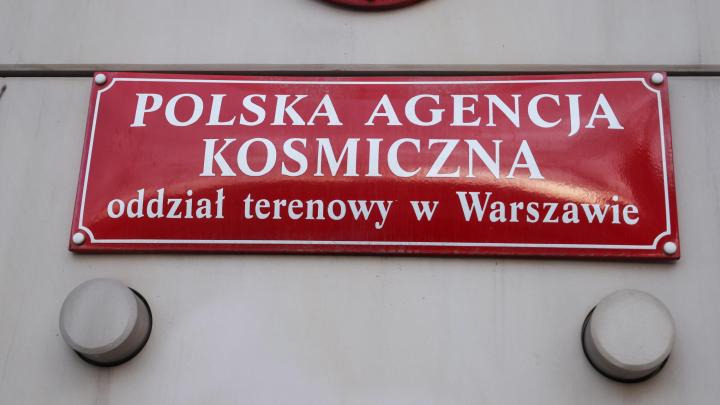 POLSKA AGENCJA
KOSMICZNA
oddział terenowy w Warszawie